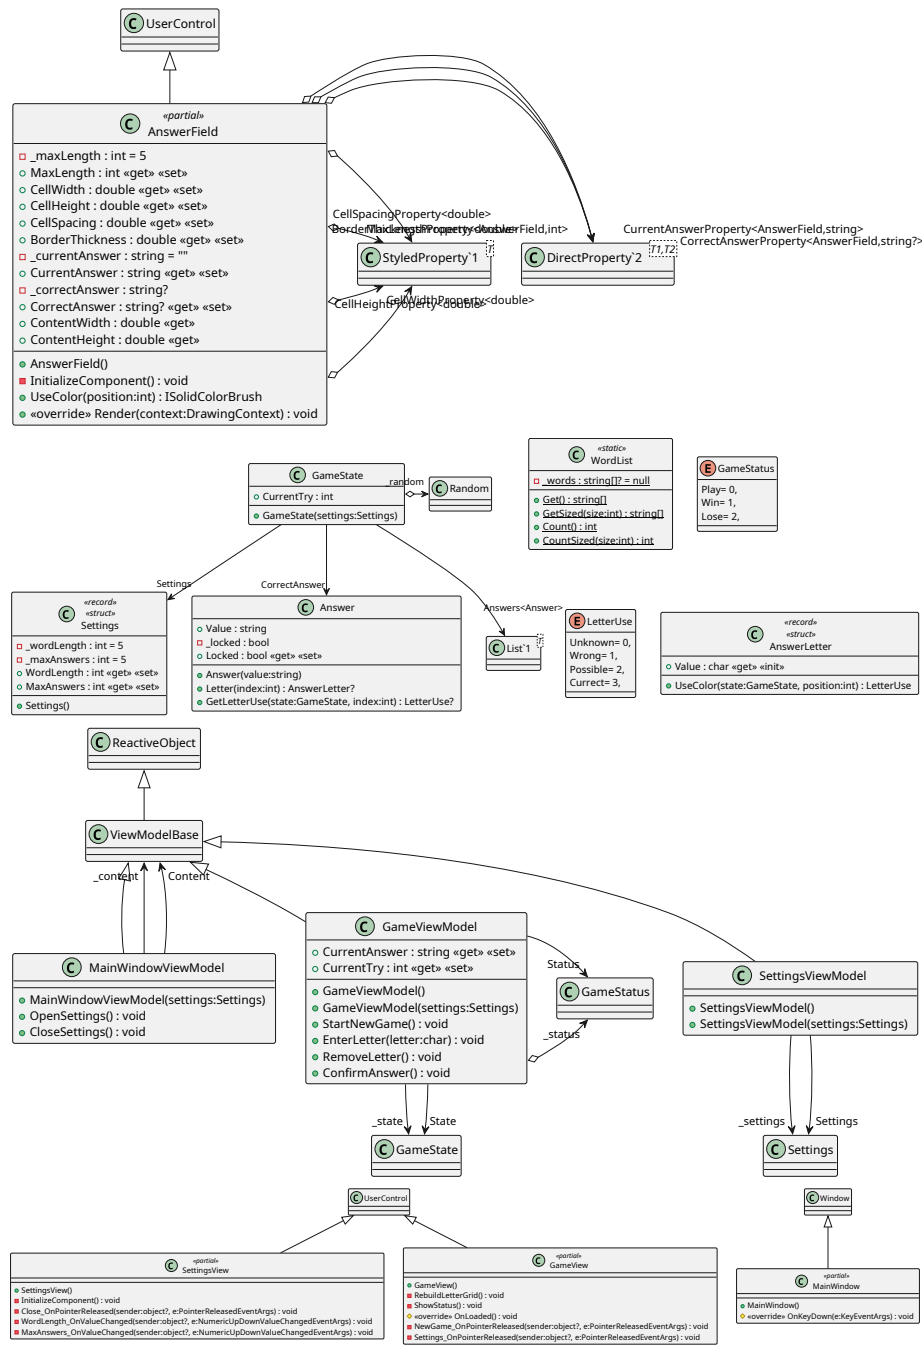 UserControl
«partial»
AnswerField
_maxLength : int = 5
MaxLength : int «get» «set»
CellWidth : double «get» «set»
CellHeight : double «get» «set»
CellSpacing : double «get» «set»
BorderThickness : double «get» «set»
_currentAnswer : string = ""
CurrentAnswer : string «get» «set»
_correctAnswer : string?
CorrectAnswer : string? «get» «set»
ContentWidth : double «get»
ContentHeight : double «get»
AnswerField()
InitializeComponent() : void
UseColor(position:int) : ISolidColorBrush
«override» Render(context:DrawingContext) : void
CellSpacingProperty<double>
StyledProperty`1
T
CellWidthProperty<double>
CellHeightProperty<double>
CurrentAnswerProperty<AnswerField,string>
CorrectAnswerProperty<AnswerField,string?>
DirectProperty`2
T1,T2
GameState
CurrentTry : int
GameState(settings:Settings)
_random
Random
«static»
WordList
_words : string[]? = null
Get() : string[]
GetSized(size:int) : string[]
Count() : int
CountSized(size:int) : int
GameStatus
Play= 0,
Win= 1,
Lose= 2,
Settings
CorrectAnswer
Answers<Answer>
«record»
«struct»
Settings
_wordLength : int = 5
_maxAnswers : int = 5
WordLength : int «get» «set»
MaxAnswers : int «get» «set»
Settings()
Answer
Value : string
_locked : bool
Locked : bool «get» «set»
Answer(value:string)
Letter(index:int) : AnswerLetter?
GetLetterUse(state:GameState, index:int) : LetterUse?
List`1
T
LetterUse
Unknown= 0,
Wrong= 1,
Possible= 2,
Currect= 3,
«record»
«struct»
AnswerLetter
Value : char «get» «init»
UseColor(state:GameState, position:int) : LetterUse
ReactiveObject
ViewModelBase
_content
Content
MainWindowViewModel
MainWindowViewModel(settings:Settings)
OpenSettings() : void
CloseSettings() : void
GameViewModel
CurrentAnswer : string «get» «set»
CurrentTry : int «get» «set»
GameViewModel()
GameViewModel(settings:Settings)
StartNewGame() : void
EnterLetter(letter:char) : void
RemoveLetter() : void
ConfirmAnswer() : void
Status
GameStatus
_status
SettingsViewModel
SettingsViewModel()
SettingsViewModel(settings:Settings)
_state
State
GameState
_settings
Settings
Settings
UserControl
Window
«partial»
SettingsView
SettingsView()
InitializeComponent() : void
Close_OnPointerReleased(sender:object?, e:PointerReleasedEventArgs) : void
WordLength_OnValueChanged(sender:object?, e:NumericUpDownValueChangedEventArgs) : void
MaxAnswers_OnValueChanged(sender:object?, e:NumericUpDownValueChangedEventArgs) : void
«partial»
GameView
GameView()
RebuildLetterGrid() : void
ShowStatus() : void
«override» OnLoaded() : void
NewGame_OnPointerReleased(sender:object?, e:PointerReleasedEventArgs) : void
Settings_OnPointerReleased(sender:object?, e:PointerReleasedEventArgs) : void
«partial»
MainWindow
MainWindow()
«override» OnKeyDown(e:KeyEventArgs) : void